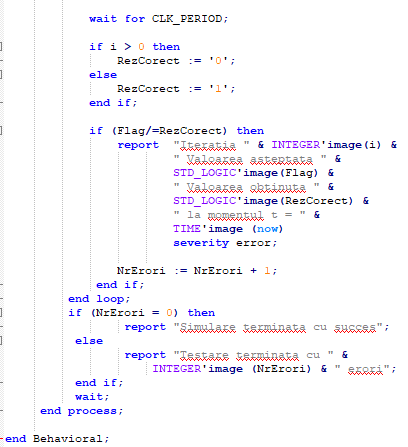 wait for CLK_PERIOD;
if i > 0 then
RezCorect := '0';
else
RezCorect := '1';
end if;
if (Flag/=RezCorect) then
report "Iteratia " & INTEGER'image(i) &
" Valoarea asteptata " &
STD_LOGIC'image(Flag) &
" Valoarea obtinuta " &
STD_LOGIC'image(RezCorect) &
" la momentul t = " &
TIME'image (now)
severity error;
NrErori := NrErori + 1;
end if;
end loop;
if (NrErori = 0) then
report "Simulare terminata cu succes";
else
report "Testare terminata cu " &
INTEGER'image (NrErori) & " erori";
end if;
wait;
end process;
end Behavioral;